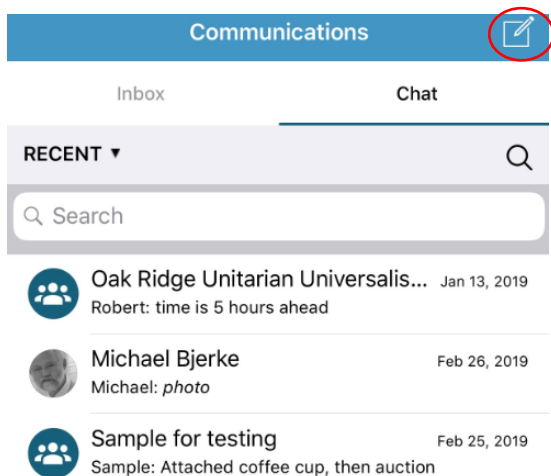 Communications
Inbox Chat
RECENT ▼
Search
Oak Ridge Unitarian Universalis... Jan 13, 2019
Robert: time is 5 hours ahead
Michael Bjerke Feb 26, 2019
Michael: photo
Sample for testing Feb 25, 2019
Sample: Attached coffee cup, then auction